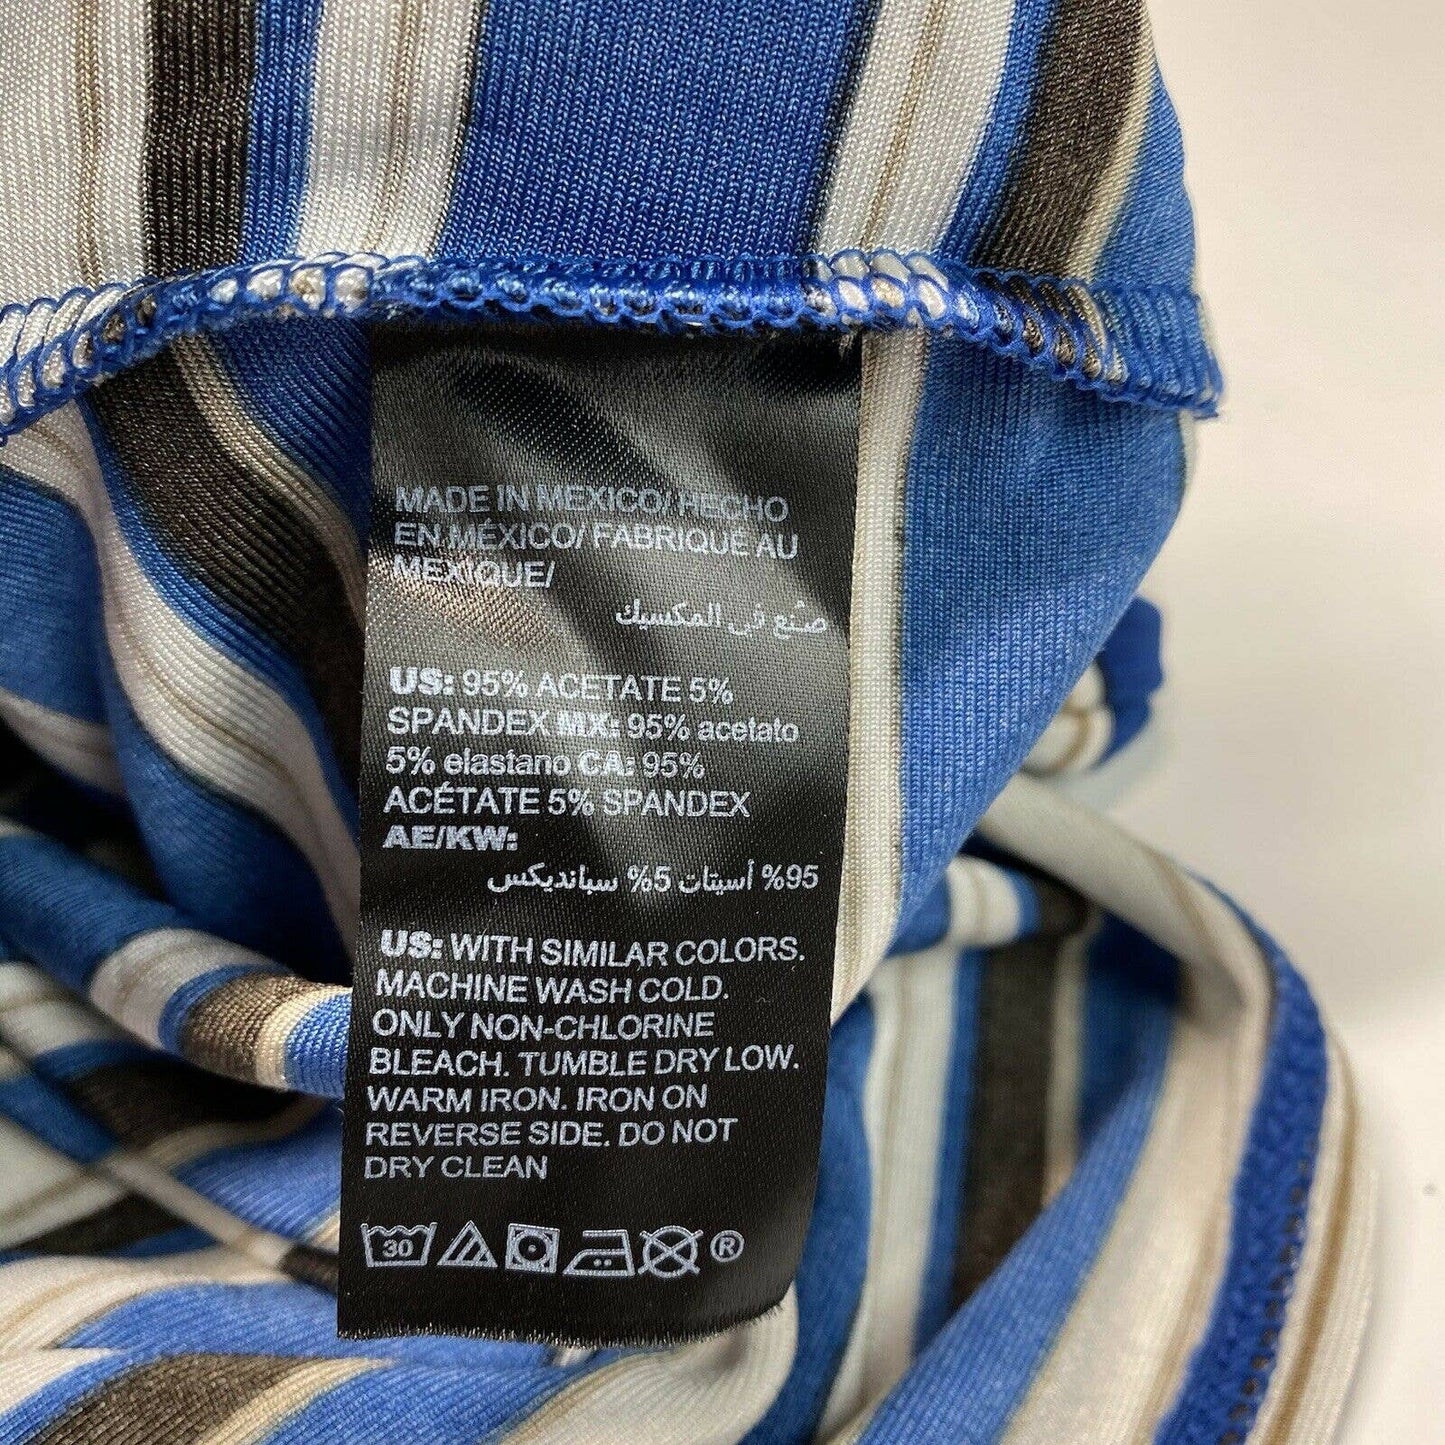 MADE IN MEXICO/ HECHO
EN MÉXICO/ FABRIQUÉ AU
MEXIQUE/
صُنع في المكسيك
US: 95% ACETATE 5%
SPANDEX MX: 95% acetato
5% elastano CA: 95%
ACÉTATE 5% SPANDEX
AE/KW:
95% أسيتات 5% سبانديكس
US: WITH SIMILAR COLORS.
MACHINE WASH COLD.
ONLY NON-CHLORINE
BLEACH. TUMBLE DRY LOW.
WARM IRON. IRON ON
REVERSE SIDE. DO NOT
DRY CLEAN
30 ®